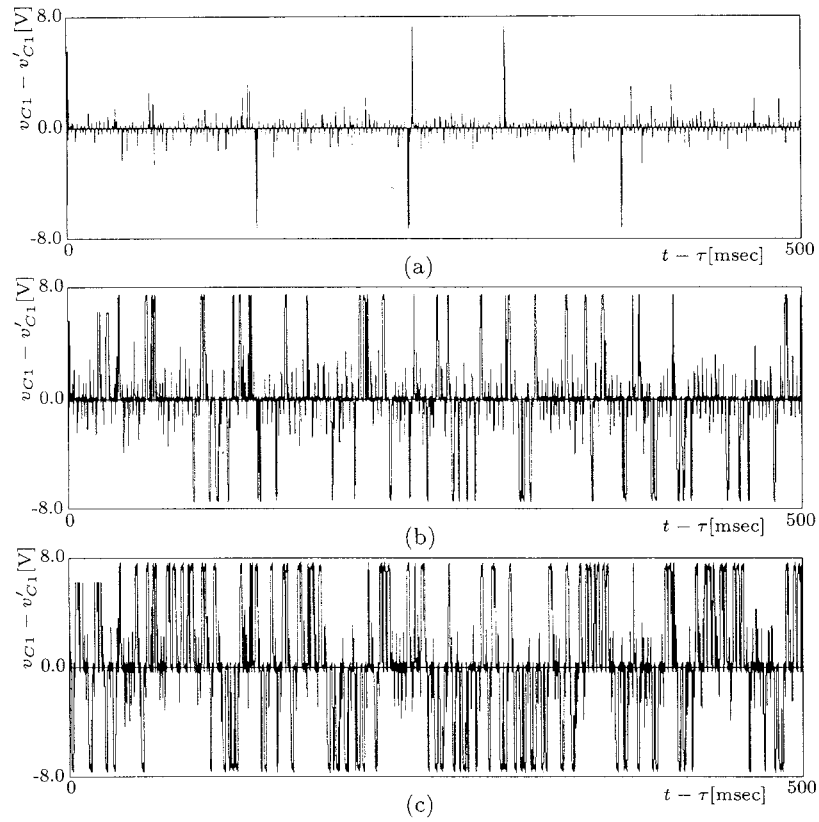 8.0
v_{C1} − v'_{C1}[V]
0.0
-8.0
0
500
t − τ[msec]
(a)
8.0
v_{C1} − v'_{C1}[V]
0.0
-8.0
0
500
t − τ[msec]
(b)
8.0
v_{C1} − v'_{C1}[V]
0.0
-8.0
0
500
t − τ[msec]
(c)